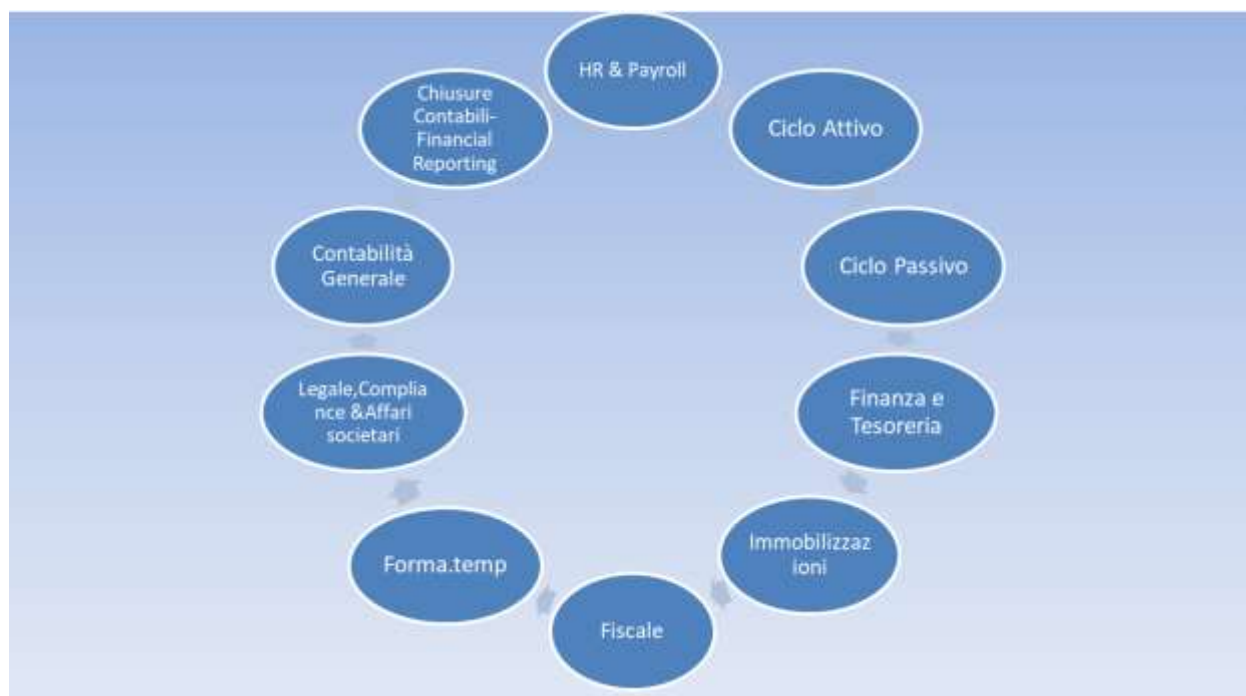 HR & Payroll
Ciclo Attivo
Ciclo Passivo
Finanza e
Tesoreria
Immobilizzaz
ioni
Fiscale
Forma.temp
Legale,Complia
nce &Affari
societari
Contabilità
Generale
Chiusure
Contabili-
Financial
Reporting